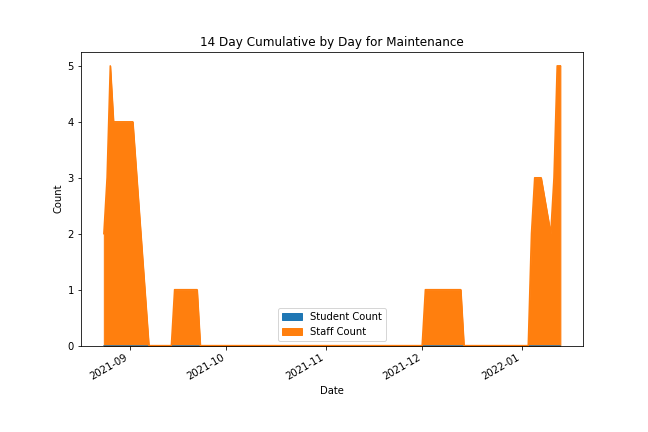 14 Day Cumulative by Day for Maintenance
5
4
3
2
1
0
Count
Student Count
Staff Count
2021-09
2021-10
2021-11
2021-12
2022-01
Date